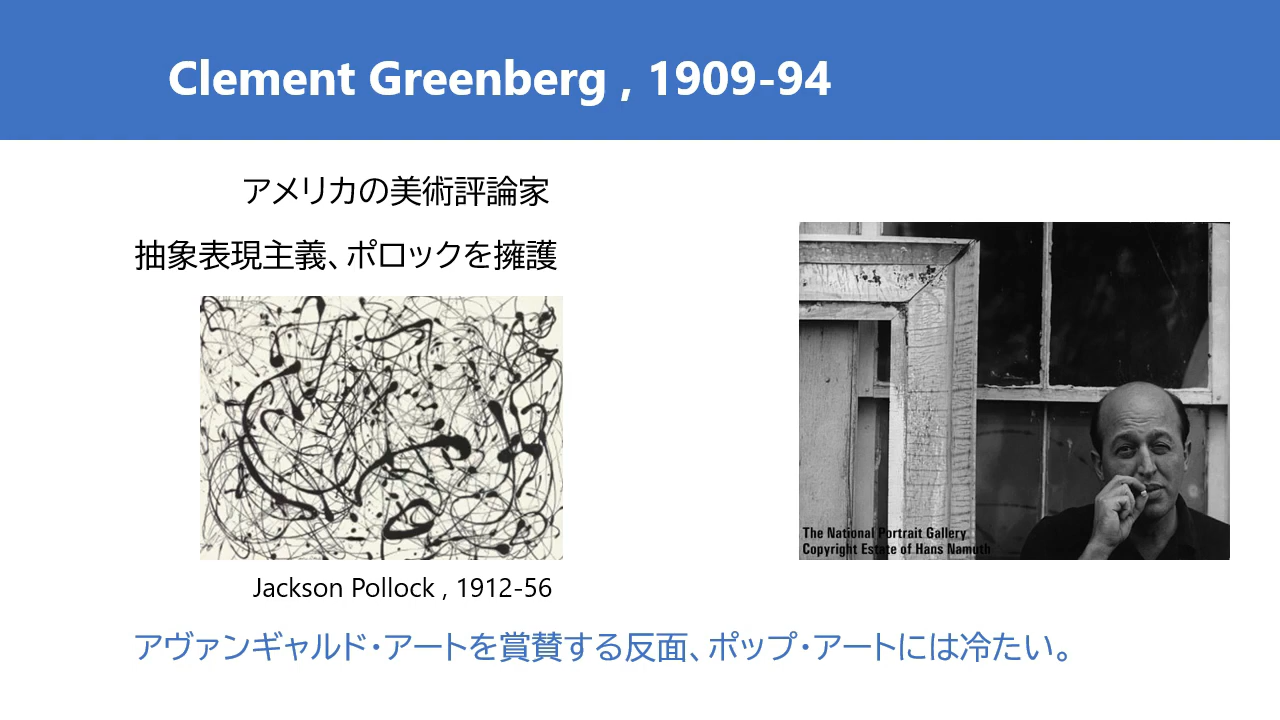 Clement Greenberg , 1909-94
アメリカの美術評論家
抽象表現主義、ポロックを擁護
The National Portrait Gallery
Copyright Estate of Hans Namuth
Jackson Pollock , 1912-56
アヴァンギャルド・アートを賞賛する反面、ポップ・アートには冷たい。